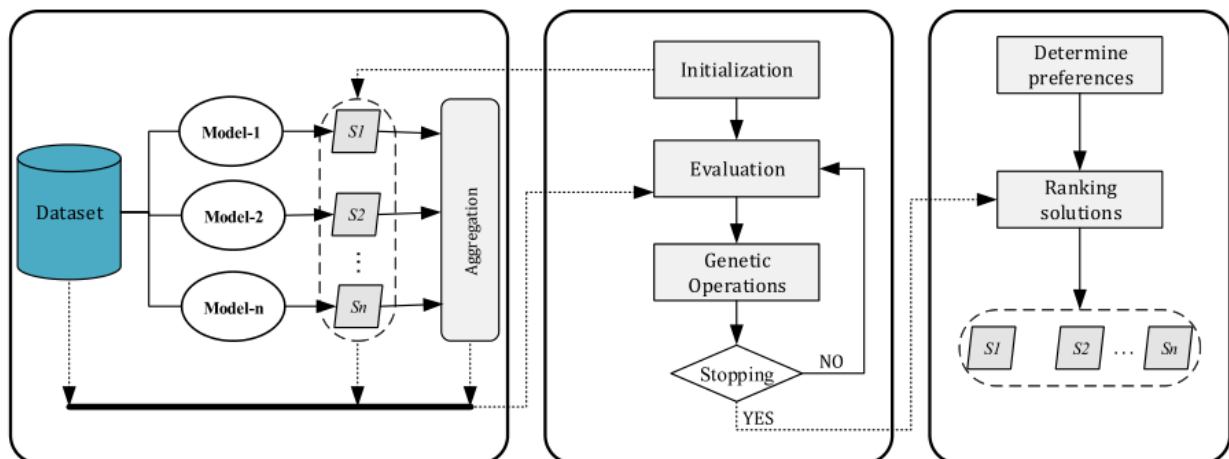 Dataset
Model-1
Model-2
Model-n
S1
S2
...
Sn
Aggregation
Initialization
Evaluation
Genetic
Operations
Stopping
NO
YES
Determine
preferences
Ranking
solutions
S1 S2 ... Sn